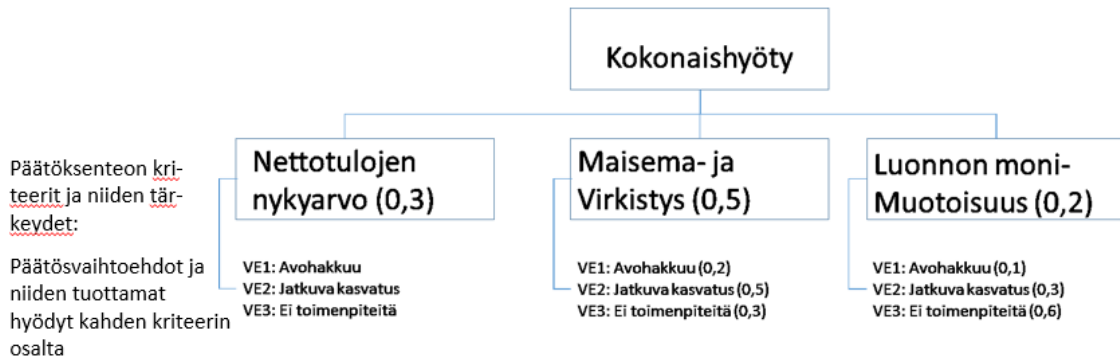 Kokonaishyöty
Päätöksenteon kri-
teerit ja niiden tär-
keydet:
Nettotulojen
nykyarvo (0,3)
Maisema- ja
Virkistys (0,5)
Luonnon moni-
Muotoisuus (0,2)
Päätösvaihtoehdot ja
niiden tuottamat
hyödyt kahden kriteerin
osalta
VE1: Avohakkuu
VE2: Jatkuva kasvatus
VE3: Ei toimenpiteitä
VE1: Avohakkuu (0,2)
VE2: Jatkuva kasvatus (0,5)
VE3: Ei toimenpiteitä (0,3)
VE1: Avohakkuu (0,1)
VE2: Jatkuva kasvatus (0,3)
VE3: Ei toimenpiteitä (0,6)